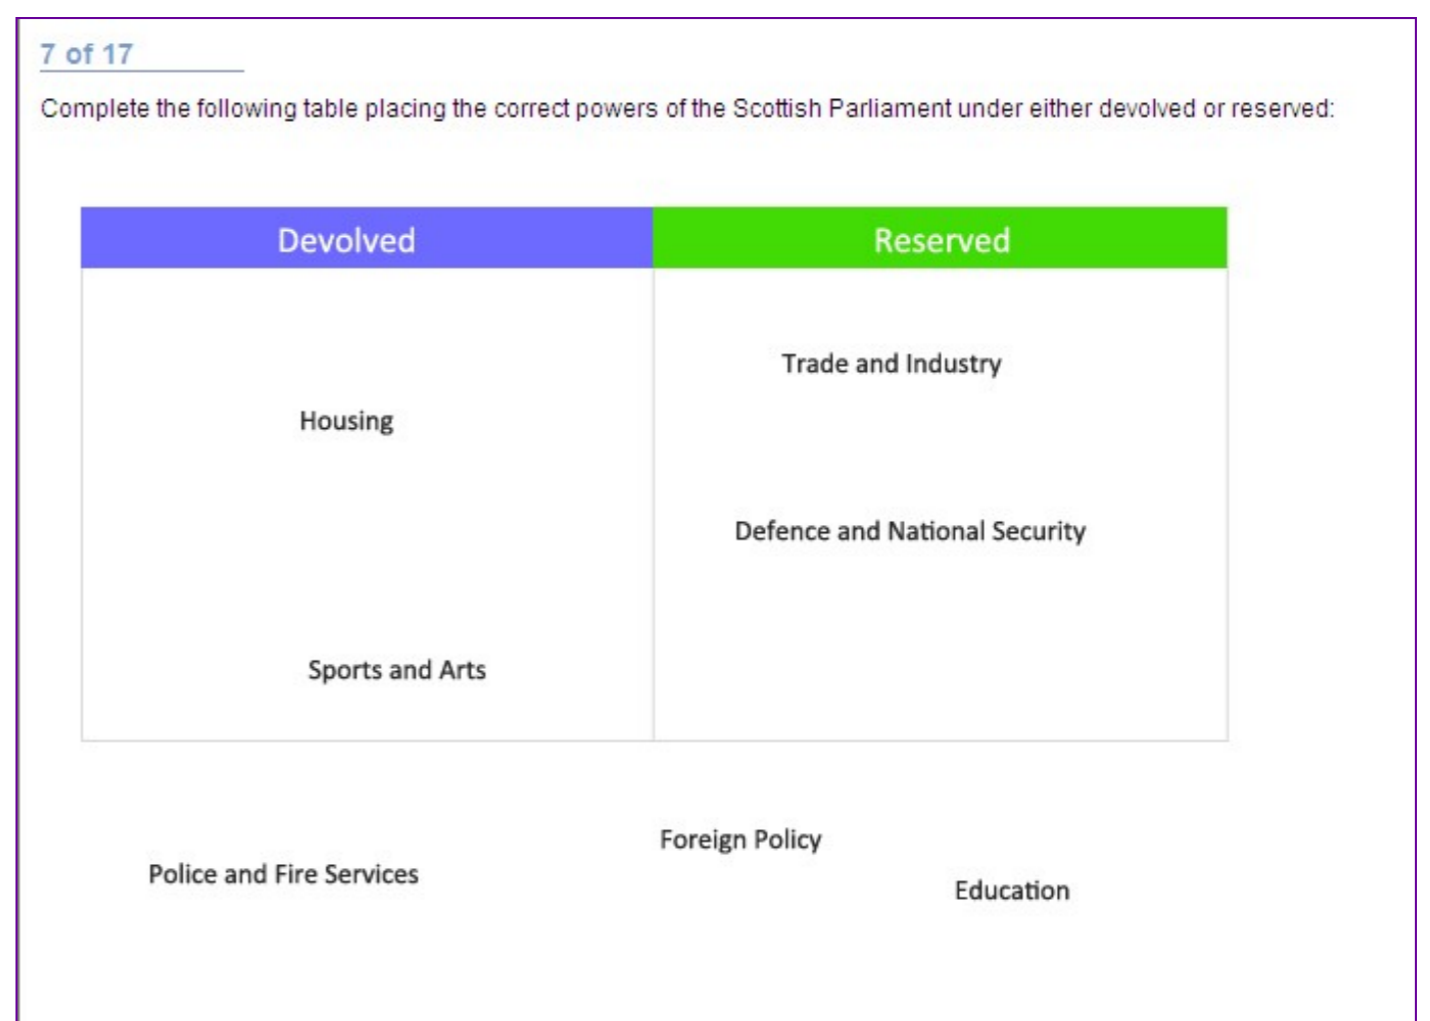 7 of 17
Complete the following table placing the correct powers of the Scottish Parliament under either devolved or reserved:
Devolved
Reserved
Trade and Industry
Housing
Defence and National Security
Sports and Arts
Foreign Policy
Police and Fire Services
Education